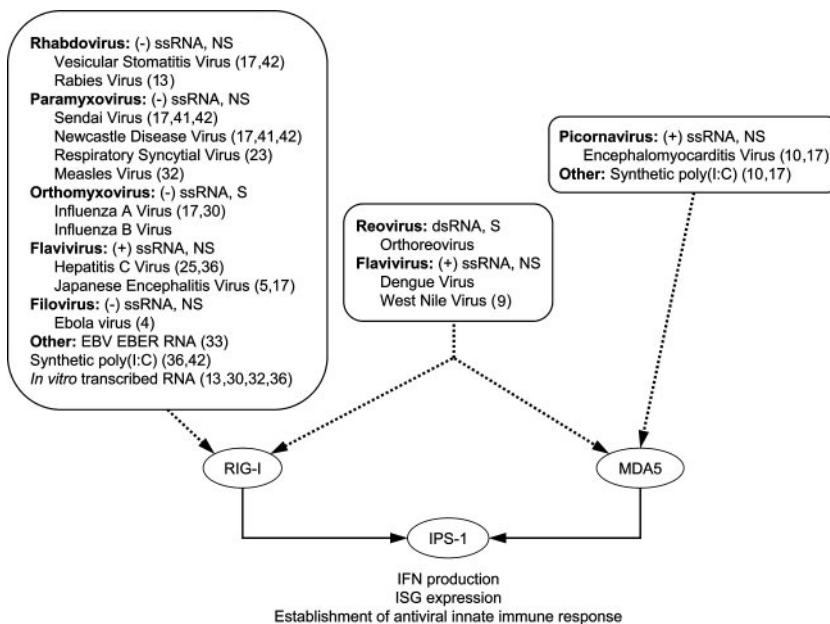 Rhabdovirus: (-) ssRNA, NS
Vesicular Stomatitis Virus (17,42)
Rabies Virus (13)
Paramyxovirus: (-) ssRNA, NS
Sendai Virus (17,41,42)
Newcastle Disease Virus (17,41,42)
Respiratory Syncytial Virus (23)
Measles Virus (32)
Orthomyxovirus: (-) ssRNA, S
Influenza A Virus (17,30)
Influenza B Virus
Flavivirus: (+) ssRNA, NS
Hepatitis C Virus (25,36)
Japanese Encephalitis Virus (5,17)
Filovirus: (-) ssRNA, NS
Ebola virus (4)
Other: EBV EBER RNA (33)
Synthetic poly(I:C) (36,42)
In vitro transcribed RNA (13,30,32,36)
Reovirus: dsRNA, S
Orthoreovirus
Flavivirus: (+) ssRNA, NS
Dengue Virus
West Nile Virus (9)
Picornavirus: (+) ssRNA, NS
Encephalomyocarditis Virus (10,17)
Other: Synthetic poly(I:C) (10,17)
RIG-I
MDA5
IPS-1
IFN production
ISG expression
Establishment of antiviral innate immune response